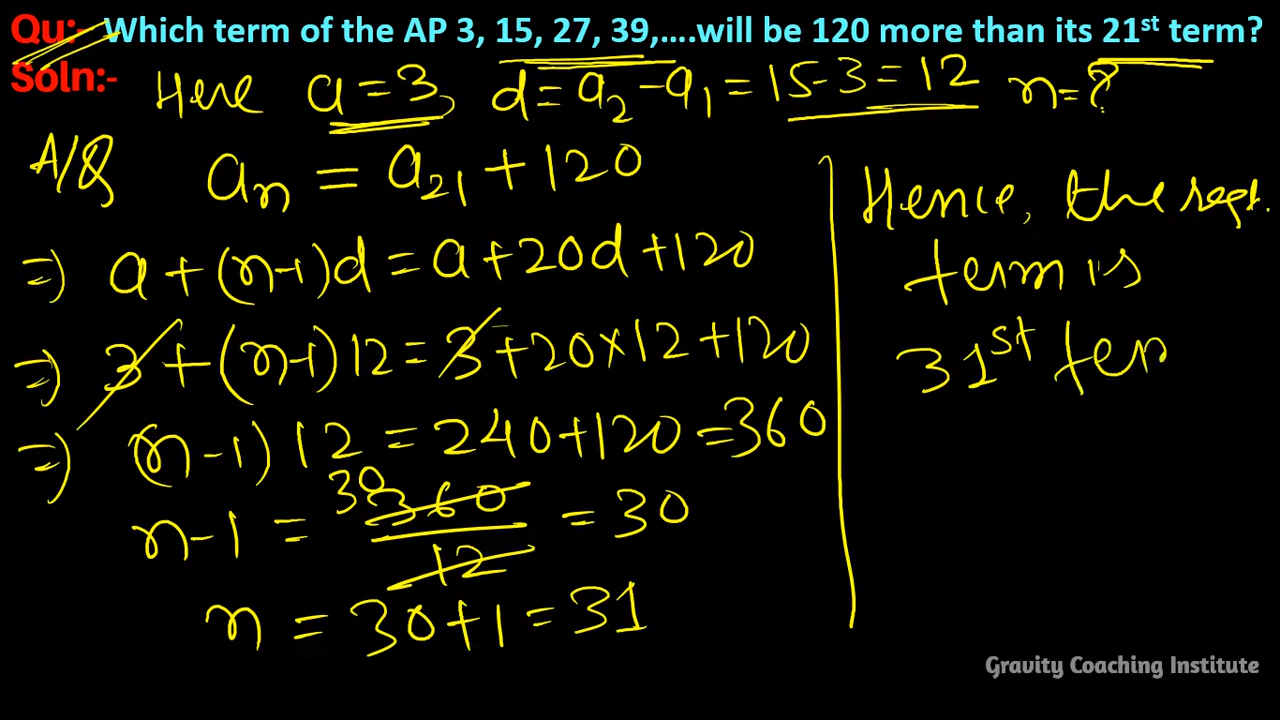 Qu:- Which term of the AP 3, 15, 27, 39,....will be 120 more than its 21st term?
Soln:- Here a = 3, d = a₂ - a₁ = 15-3 = 12 n = ?
A/Q aₙ = a₂₁ + 120
⇒ a + (n-1)d = a + 20d + 120
⇒ 3 + (n-1) 12 = 3 + 20 × 12 + 120
⇒ (n-1) 12 = 240 + 120 = 360
n-1 = 360/12 30 = 30
n = 30 + 1 = 31
Hence, the reqt.
term is
31st ter
Gravity Coaching Institute